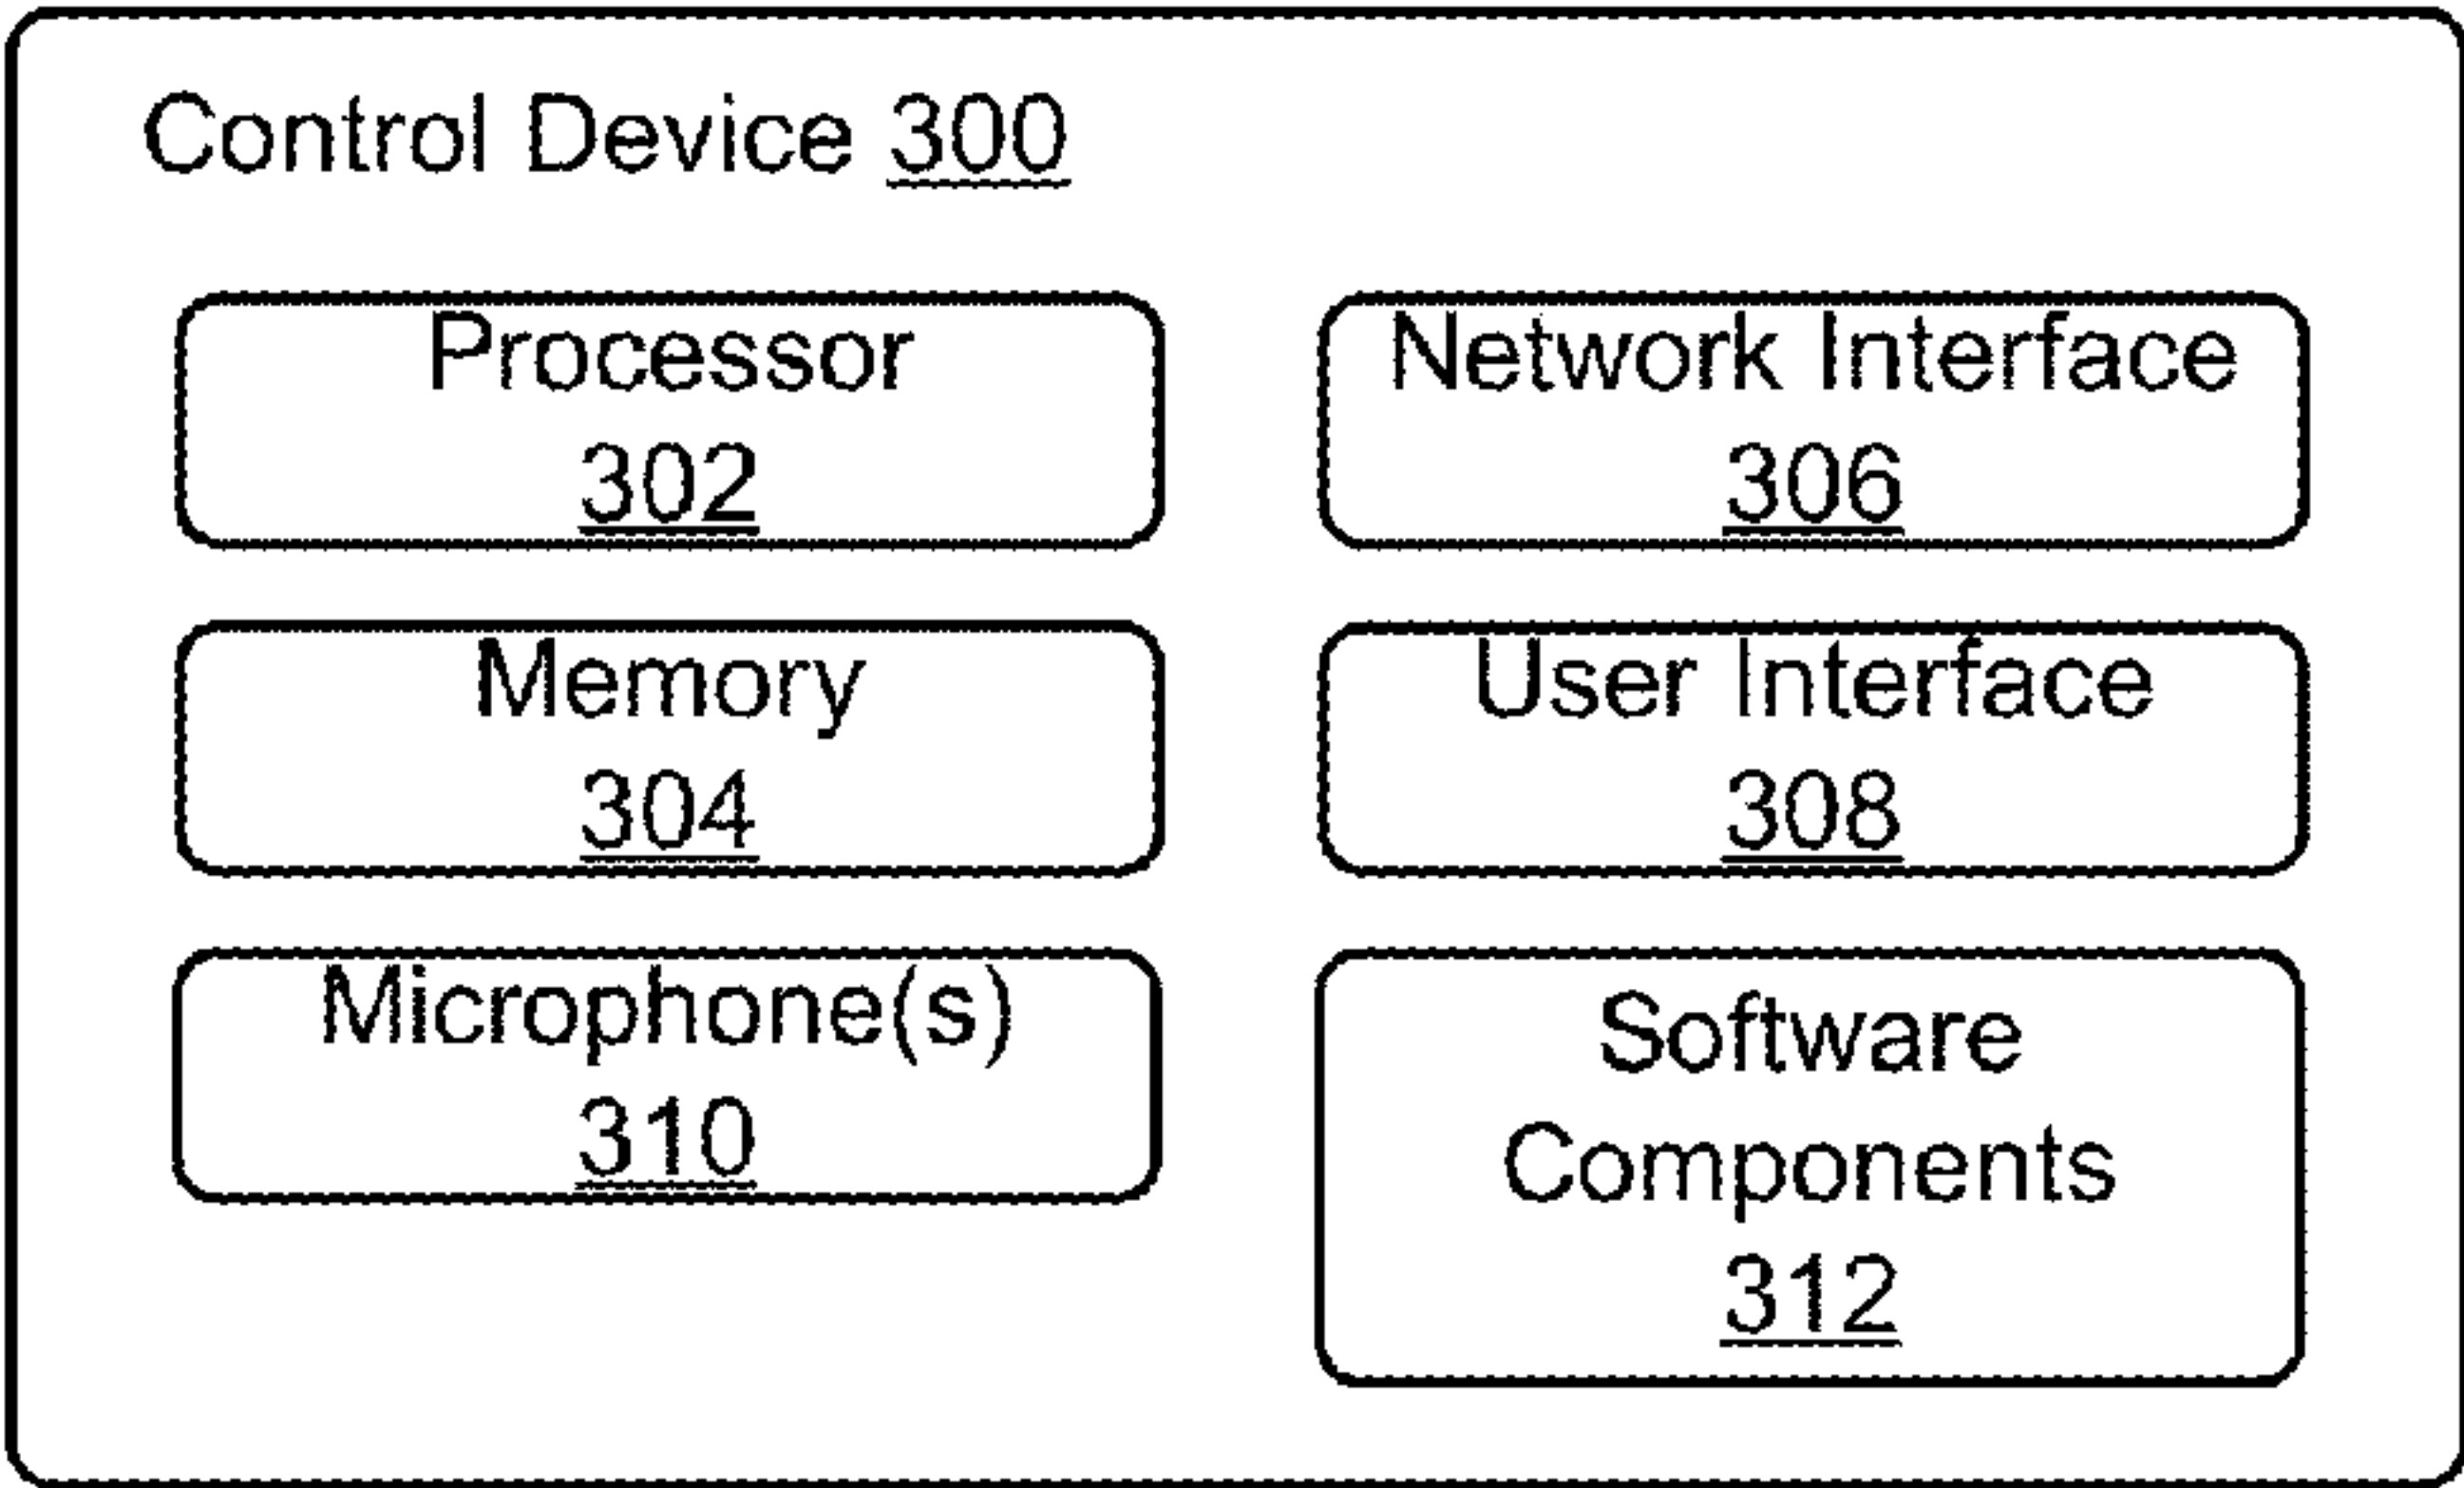 Control Device 300
Processor
302
Network Interface
306
Memory
304
User Interface
308
Microphone(s)
310
Software
Components
312